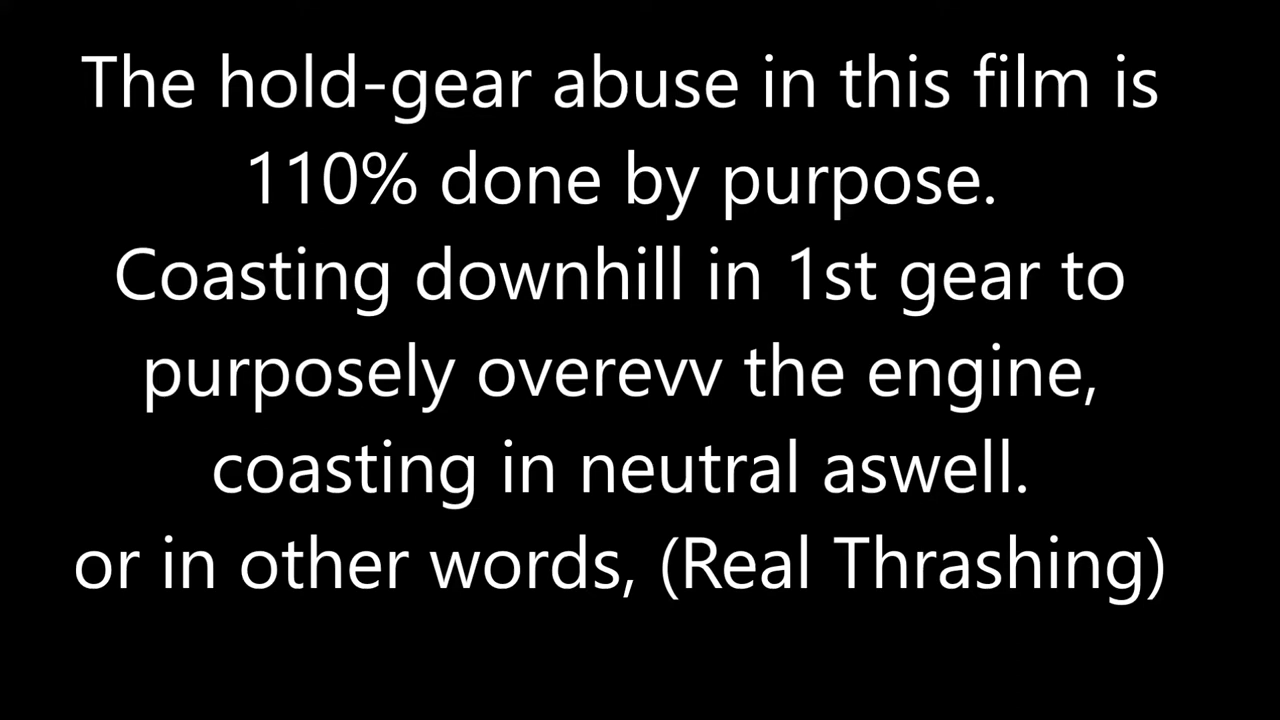 The hold-gear abuse in this film is
110% done by purpose.
Coasting downhill in 1st gear to
purposely overevv the engine,
coasting in neutral aswell.
or in other words, (Real Thrashing)